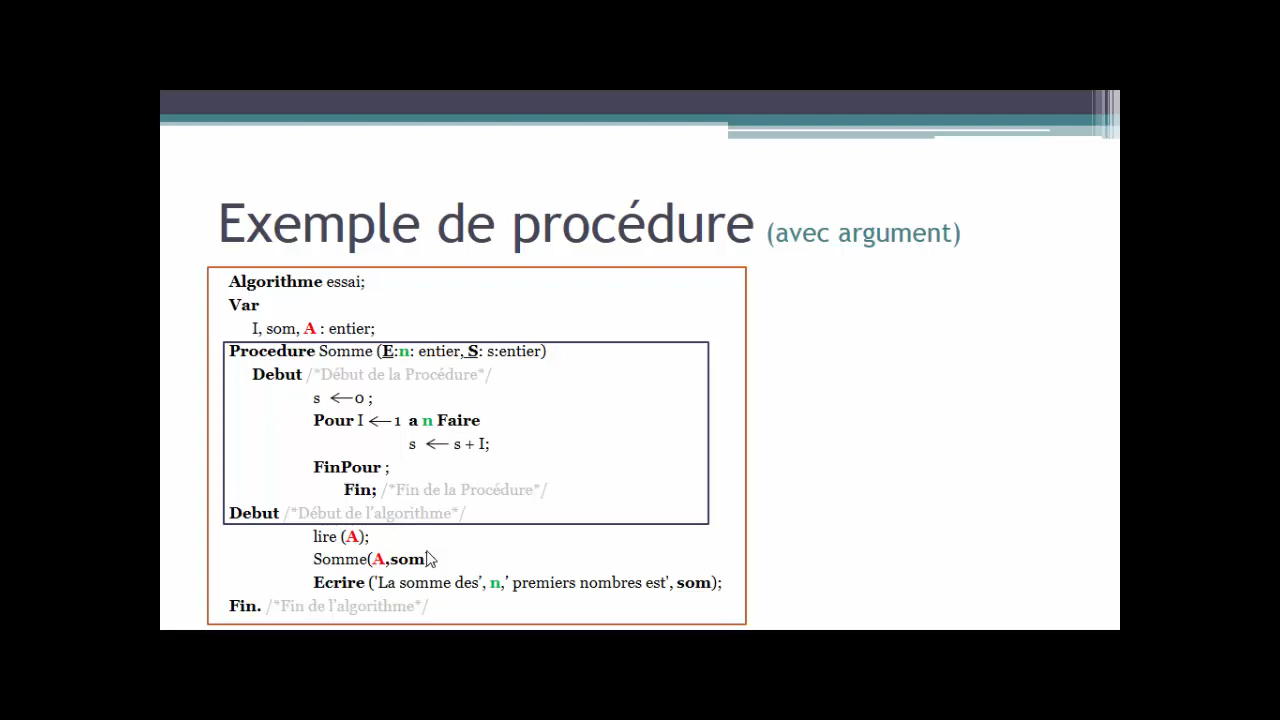 Exemple de procédure (avec argument)
Algorithme essai;
Var
I, som, A : entier;
Procedure Somme (E:n: entier, S: s:entier)
Debut /*Début de la Procédure*/
s ←0 ;
Pour I ←1 a n Faire
s ← s + I;
FinPour ;
Fin; /*Fin de la Procédure*/
Debut /*Début de l'algorithme*/
lire (A);
Somme(A,som
Ecrire ('La somme des', n,' premiers nombres est', som);
Fin. /*Fin de l'algorithme*/